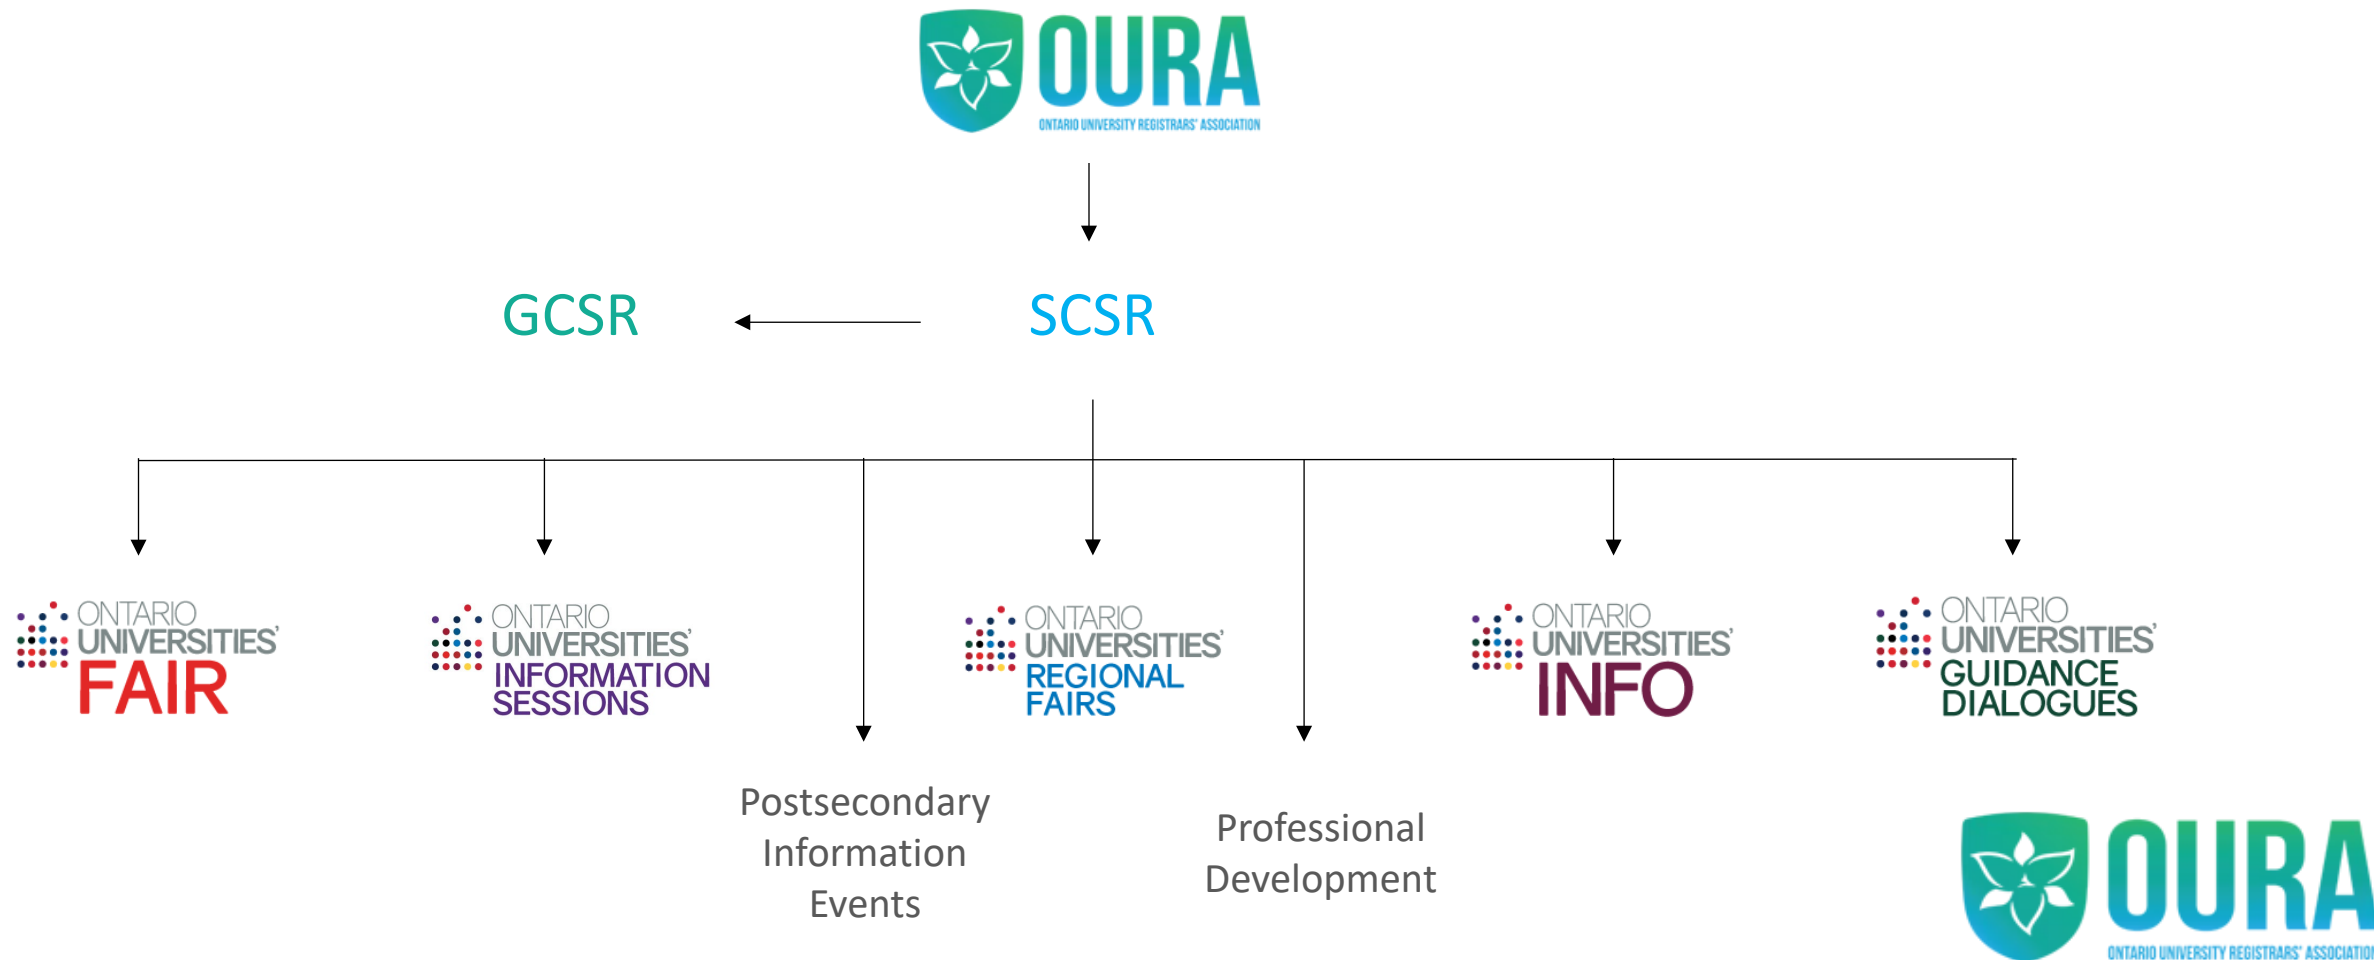 OURA
ONTARIO UNIVERSITY REGISTRARS' ASSOCIATION
GCSR
SCSR
ONTARIO
UNIVERSITIES'
FAIR
ONTARIO
UNIVERSITIES'
INFORMATION
SESSIONS
ONTARIO
UNIVERSITIES'
REGIONAL
FAIRS
ONTARIO
UNIVERSITIES'
INFO
ONTARIO
UNIVERSITIES'
GUIDANCE
DIALOGUES
Postsecondary
Information
Events
Professional
Development
OURA
ONTARIO UNIVERSITY REGISTRARS' ASSOCIATION